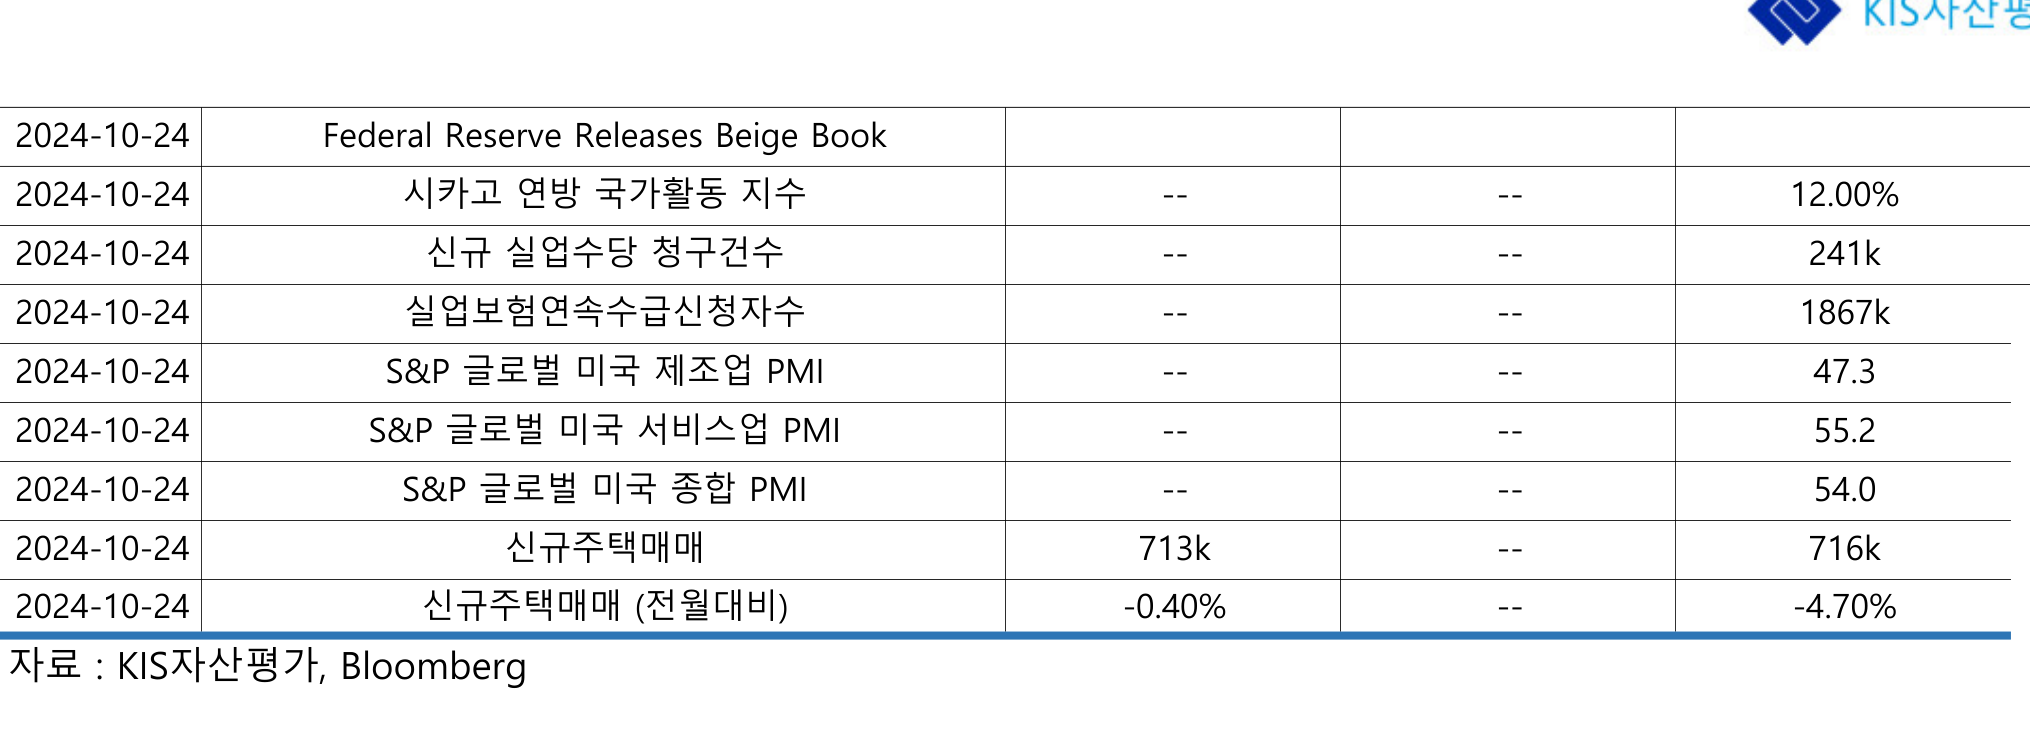 KIS자산평
2024-10-24 Federal Reserve Releases Beige Book
2024-10-24 시카고 연방 국가활동 지수 -- -- 12.00%
2024-10-24 신규 실업수당 청구건수 -- -- 241k
2024-10-24 실업보험연속수급신청자수 -- -- 1867k
2024-10-24 S&P 글로벌 미국 제조업 PMI -- -- 47.3
2024-10-24 S&P 글로벌 미국 서비스업 PMI -- -- 55.2
2024-10-24 S&P 글로벌 미국 종합 PMI -- -- 54.0
2024-10-24 신규주택매매 713k -- 716k
2024-10-24 신규주택매매 (전월대비) -0.40% -- -4.70%
자료 : KIS자산평가, Bloomberg